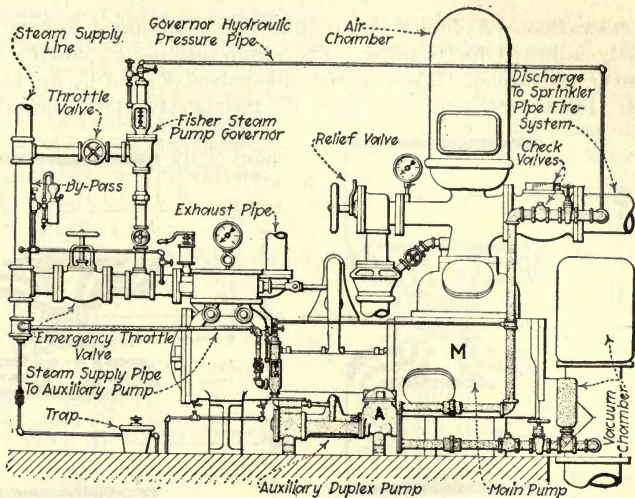 Steam Supply
Line
Governor Hydraulic
Pressure Pipe
Air
Chamber
Discharge
To Sprinkler
Pipe Fire-
System
Throttle
Valve
Fisher Steam
Pump Governor
Relief Valve
Check
Valves
By-Pass
Exhaust Pipe
Emergency Throttle
Valve
Steam Supply Pipe
To Auxiliary Pump
Trap
M
A
Vacuum
Chamber
Auxiliary Duplex Pump
Main Pump